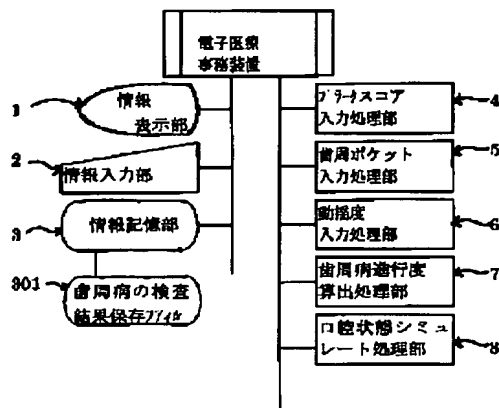 電子医療
事務装置
1
情報
表示部
2
情報入力部
3
情報記憶部
301
歯周病の検査
結果保存ファイル
プラークスコア
入力処理部
4
歯周ポケット
入力処理部
5
動揺度
入力処理部
6
歯周病進行度
算出処理部
7
口腔状態シミュ
レート処理部
8